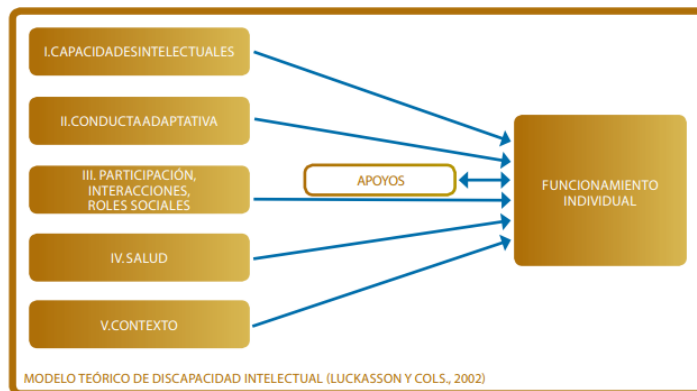 I.CAPACIDADESINTELECTUALES
II.CONDUCTAADAPTATIVA
III. PARTICIPACIÓN,
INTERACCIONES,
ROLES SOCIALES
IV.SALUD
V.CONTEXTO
APOYOS
FUNCIONAMIENTO
INDIVIDUAL
MODELO TEÓRICO DE DISCAPACIDAD INTELECTUAL (LUCKASSON Y COLS., 2002)